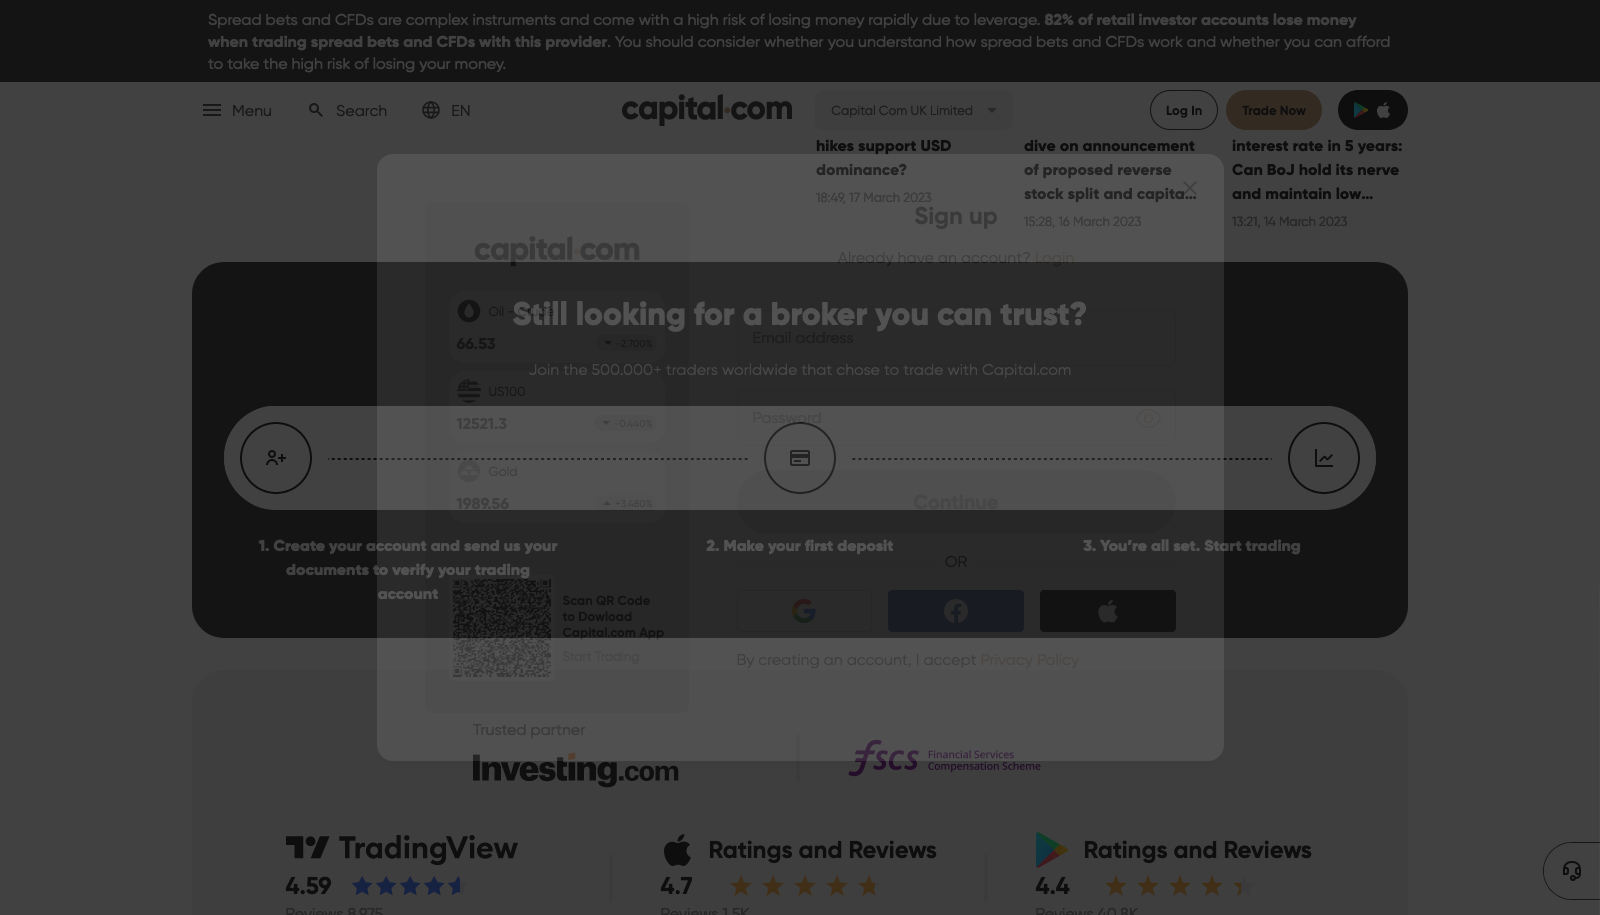 Spread bets and CFDs are complex instruments and come with a high risk of losing money rapidly due to leverage. 82% of retail investor accounts lose money
when trading spread bets and CFDs with this provider. You should consider whether you understand how spread bets and CFDs work and whether you can afford
to take the high risk of losing your money.
Menu
Search
EN
capital.com
Capital Com UK Limited
Log In
Trade Now
hikes support USD
dominance?
18:49, 17 March 2023
dive on announcement
of proposed reverse
stock split and capita...
15:28, 16 March 2023
interest rate in 5 years:
Can BoJ hold its nerve
and maintain low...
13:21, 14 March 2023
Sign up
Already have an account? Login
capital.com
Oil -
66.53
-2.700%
US100
12521.3
-0.440%
Gold
1989.56
+3.480%
Scan QR Code
to Dowload
Capital.com App
Start Trading
Email address
Password
Continue
OR
By creating an account, I accept Privacy Policy
Still looking for a broker you can trust?
Join the 500.000+ traders worldwide that chose to trade with Capital.com
1. Create your account and send us your
documents to verify your trading
account
2. Make your first deposit
3. You’re all set. Start trading
Trusted partner
Investing.com
fscs
Financial Services
Compensation Scheme
TradingView
4.59
Reviews 8,975
Ratings and Reviews
4.7
Reviews 1.5K
Ratings and Reviews
4.4
Reviews 40.8K